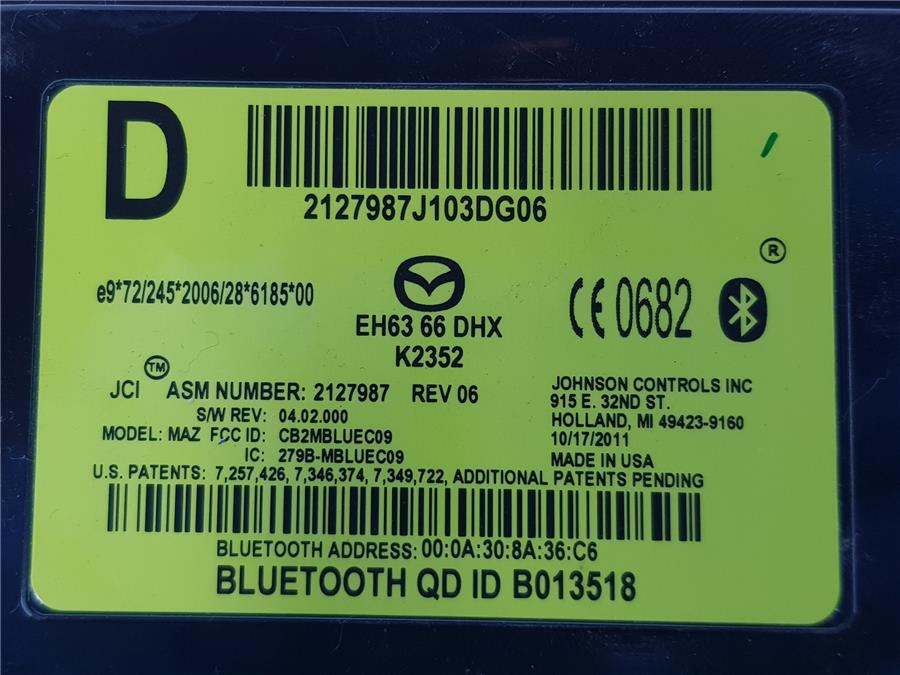 D
2127987J103DG06
®
e9*72/245*2006/28*6185*00
CE0682
EH63 66 DHX
K2352
JCI™ ASM NUMBER: 2127987 REV 06
S/W REV: 04.02.000
MODEL: MAZ FCC ID: CB2MBLUEC09
IC: 279B-MBLUEC09
JOHNSON CONTROLS INC
915 E. 32ND ST.
HOLLAND, MI 49423-9160
10/17/2011
MADE IN USA
U.S. PATENTS: 7,257,426, 7,346,374, 7,349,722, ADDITIONAL PATENTS PENDING
BLUETOOTH ADDRESS: 00:0A:30:8A:36:C6
BLUETOOTH QD ID B013518